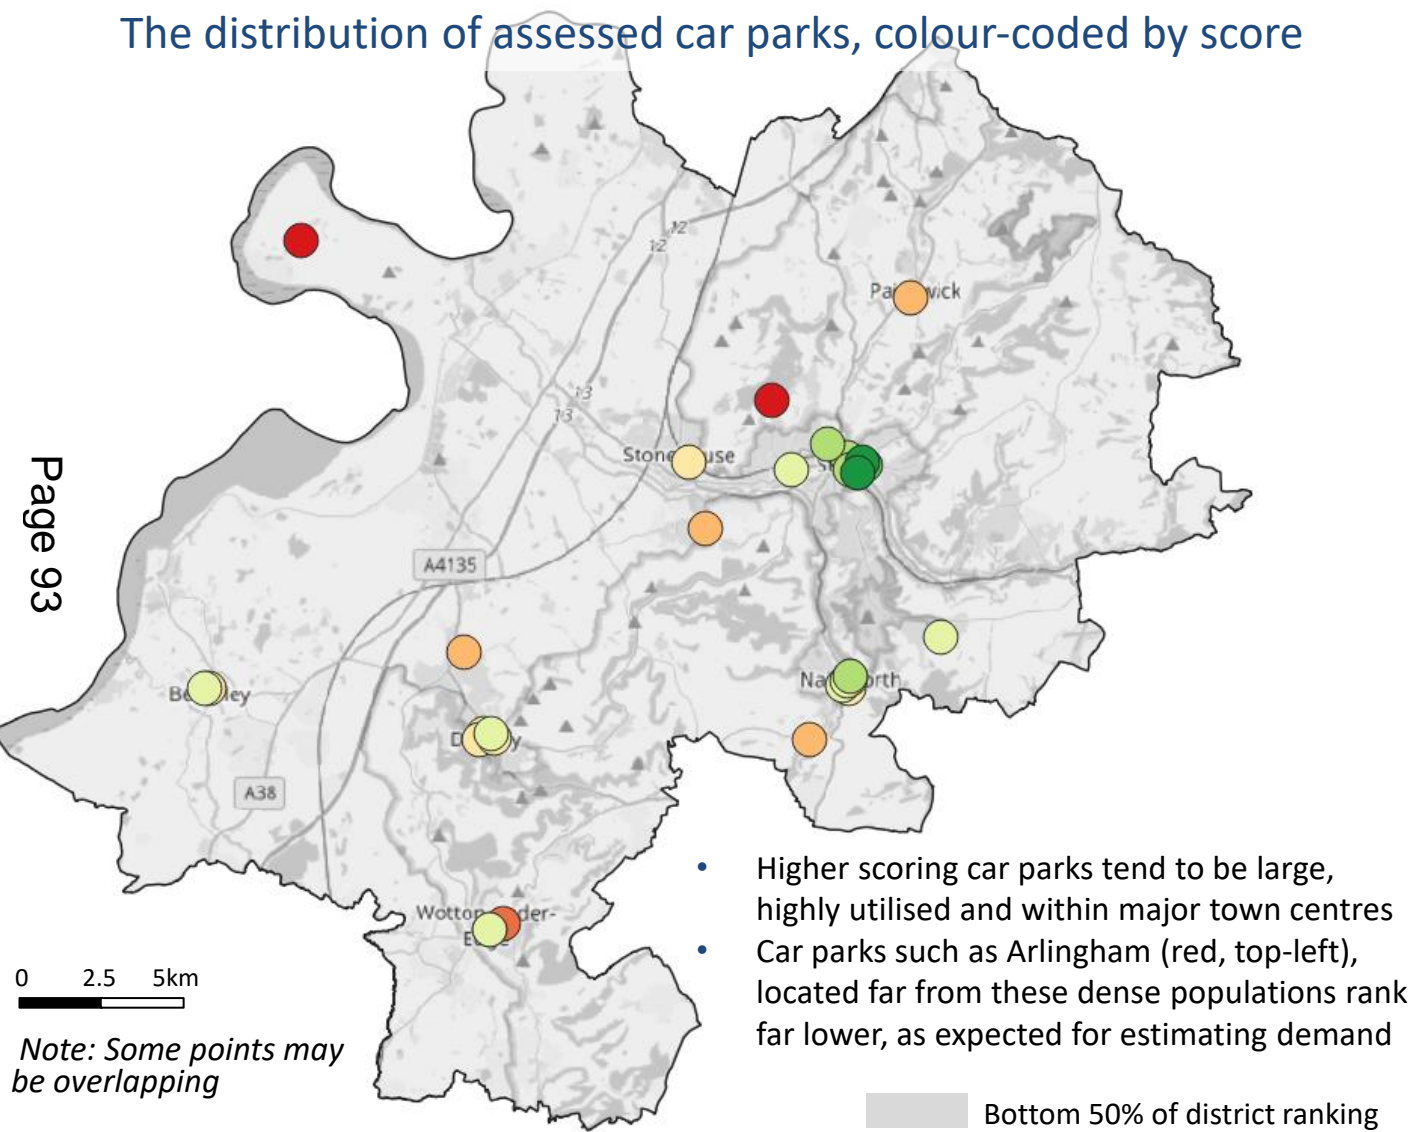 The distribution of assessed car parks, colour-coded by score
12
12
13
13
A4135
A38
Page 93
0 2.5 5km
Note: Some points may
be overlapping
• Higher scoring car parks tend to be large,
highly utilised and within major town centres
• Car parks such as Arlingham (red, top-left),
located far from these dense populations rank
far lower, as expected for estimating demand
Bottom 50% of district ranking